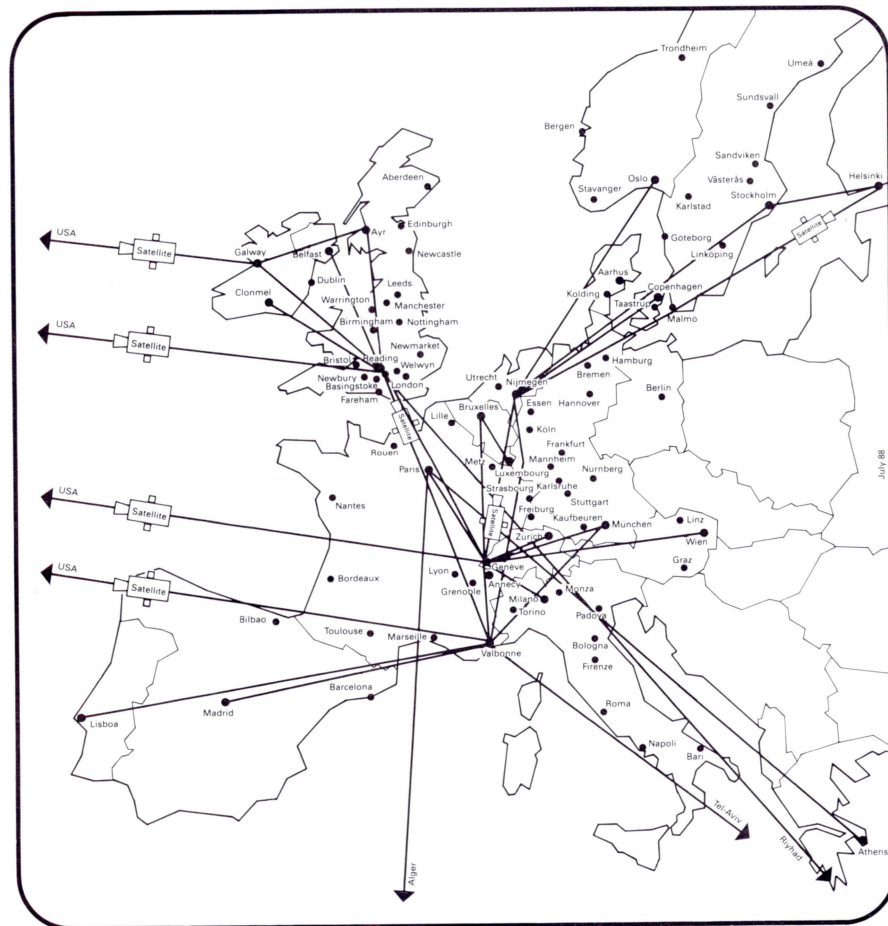 Trondheim
Umeå
Sundsvall
Bergen
Sandviken
Aberdeen
Oslo
Västerås
Helsinki
Stavanger
Karlstad
Stockholm
USA
Satellite
Ayr
Edinburgh
Satellite
Galway
Belfast
Newcastle
Göteborg
Linköping
Dublin
Aarhus
Clonmel
Leeds
Kolding
Copenhagen
Warrington
Manchester
Taastrup
Malmö
USA
Satellite
Birmingham
Nottingham
Newmarket
Bristol
Reading
Welwyn
Hamburg
Newbury
London
Utrecht
Nijmegen
Bremen
Basingstoke
Berlin
Fareham
Essen
Hannover
Satellite
Lille
Bruxelles
Köln
Rouen
Frankfurt
Paris
Metz
Luxembourg
Mannheim
Nürnberg
July 88
USA
Satellite
Nantes
Strasbourg
Karlsruhe
Stuttgart
Freiburg
Satellite
Kaufbeuren
München
Linz
Zürich
Wien
Genève
Graz
USA
Satellite
Bordeaux
Lyon
Annecy
Grenoble
Milano
Monza
Torino
Padova
Bilbao
Toulouse
Marseille
Valbonne
Bologna
Firenze
Barcelona
Lisboa
Madrid
Roma
Napoli
Bari
Tel-Aviv
Riyhad
Athens
Alger